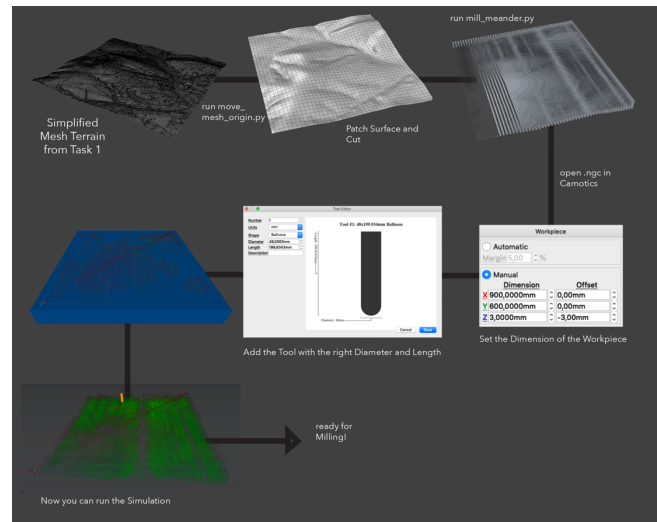 run mill_meander.py
run move_
mesh_origin.py
Simplified
Mesh Terrain
from Task 1
Patch Surface and
Cut
open .ngc in
Camotics
Tool Editor
Number
Units mm
Shape Ballnose
Diameter
Length
Description
Cancel Save
Add the Tool with the right Diameter and Length
Workpiece
Automatic
Margin 5,00 %
Manual
Dimension Offset
X 900,0000mm 0,00mm
Y 600,0000mm 0,00mm
Z 3,0000mm -3,00mm
Set the Dimension of the Workpiece
ready for
Milling!
Now you can run the Simulation